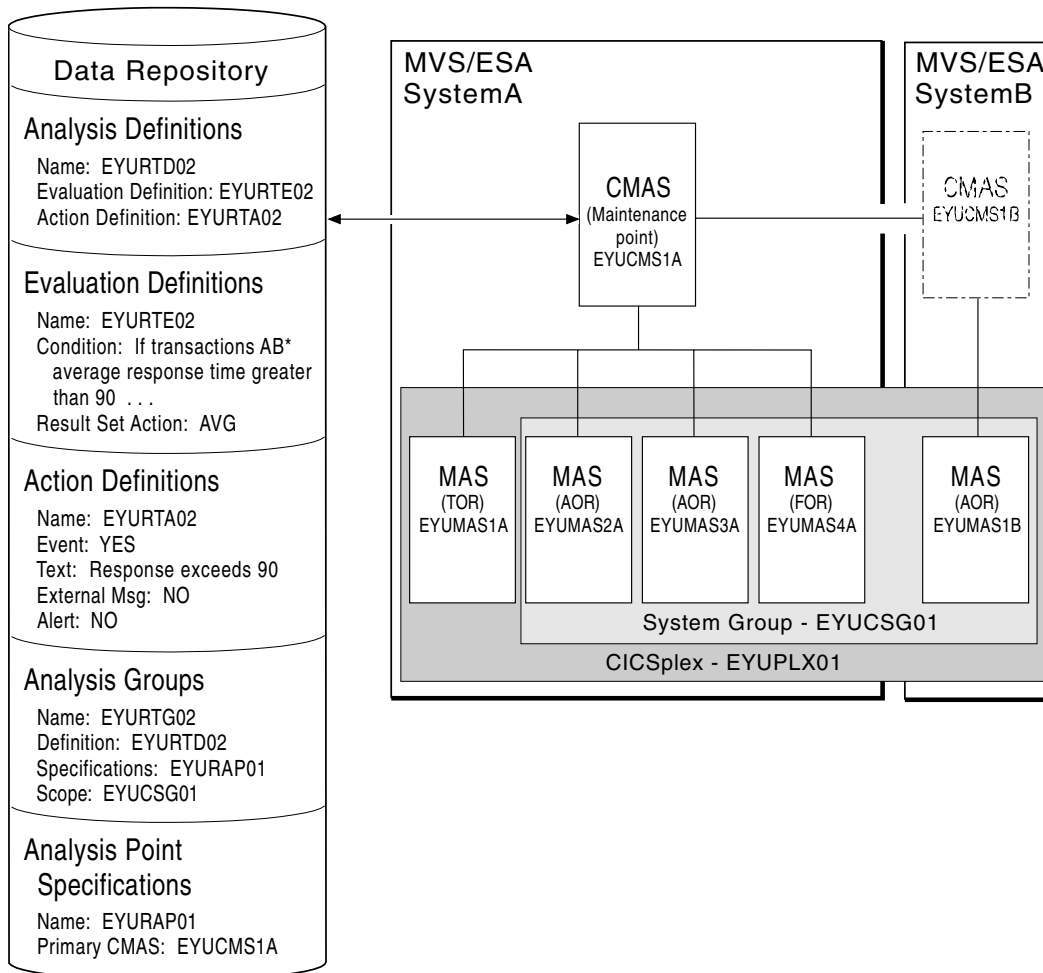 Data Repository
Analysis Definitions
Name: EYURTD02
Evaluation Definition: EYURTE02
Action Definition: EYURTA02
Evaluation Definitions
Name: EYURTE02
Condition: If transactions AB*
average response time greater
than 90 . . .
Result Set Action: AVG
Action Definitions
Name: EYURTA02
Event: YES
Text: Response exceeds 90
External Msg: NO
Alert: NO
Analysis Groups
Name: EYURTG02
Definition: EYURTD02
Specifications: EYURAP01
Scope: EYUCSG01
Analysis Point
Specifications
Name: EYURAP01
Primary CMAS: EYUCMS1A
MVS/ESA
SystemA
CMAS
(Maintenance
point)
EYUCMS1A
MVS/ESA
SystemB
CMAS
EYUCMS1B
MAS
(TOR)
EYUMAS1A
MAS
(AOR)
EYUMAS2A
MAS
(AOR)
EYUMAS3A
MAS
(FOR)
EYUMAS4A
MAS
(AOR)
EYUMAS1B
System Group - EYUCSG01
CICSplex - EYUPLX01